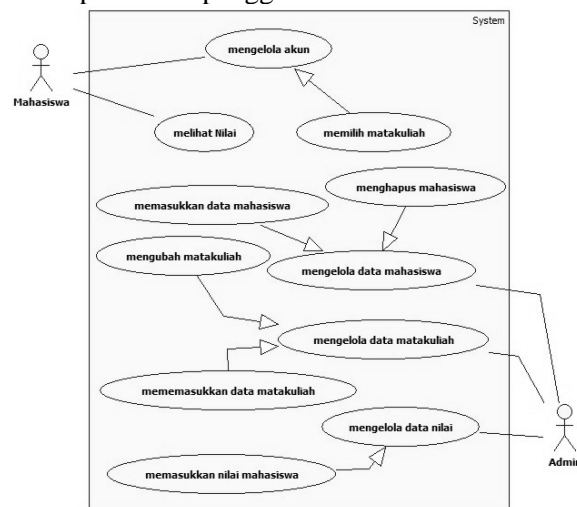 System
mengelola akun
Mahasiswa
melihat Nilai
memilih matakuliah
menghapus mahasiswa
memasukkan data mahasiswa
mengubah matakuliah
mengelola data mahasiswa
mengelola data matakuliah
mememasukkan data matakuliah
mengelola data nilai
Admin
memasukkan nilai mahasiswa